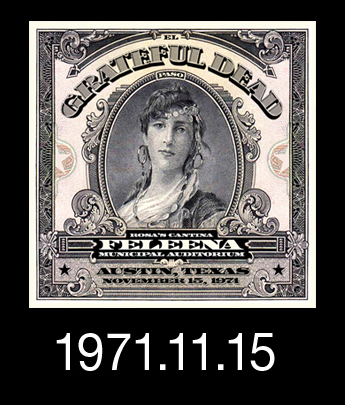 EL
GRATEFUL DEAD
PASO
ROSA'S CANTINA
FELEENA
MUNICIPAL AUDITORIUM
AUSTIN, TEXAS
NOVEMBER 15, 1971
1971.11.15